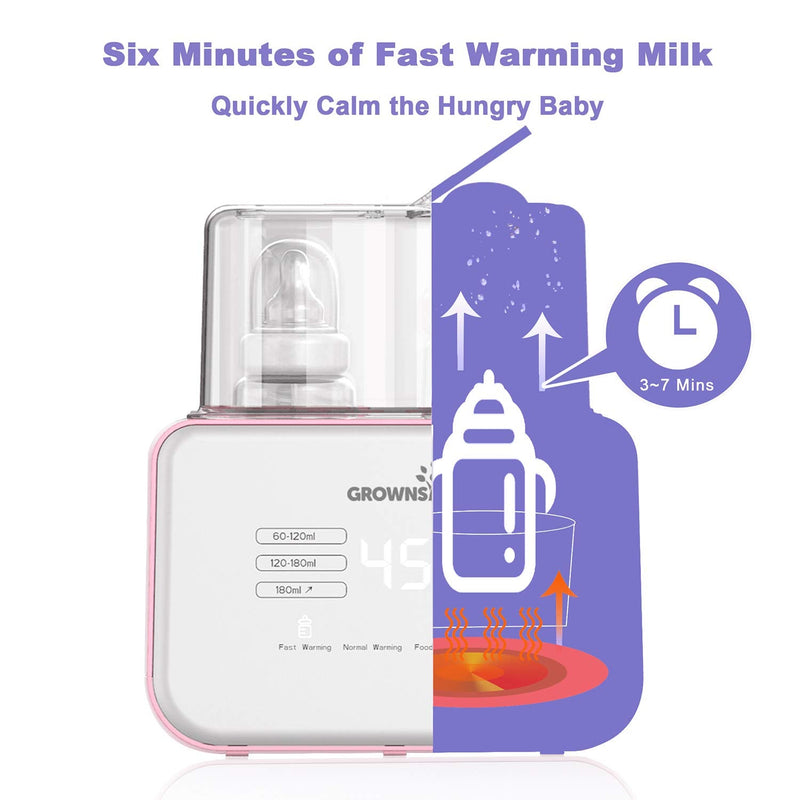 Six Minutes of Fast Warming Milk
Quickly Calm the Hungry Baby
3~7 Mins
GROWNS
60-120ml
120-180ml
180ml ↗
45
Fast Warming Normal Warming Food